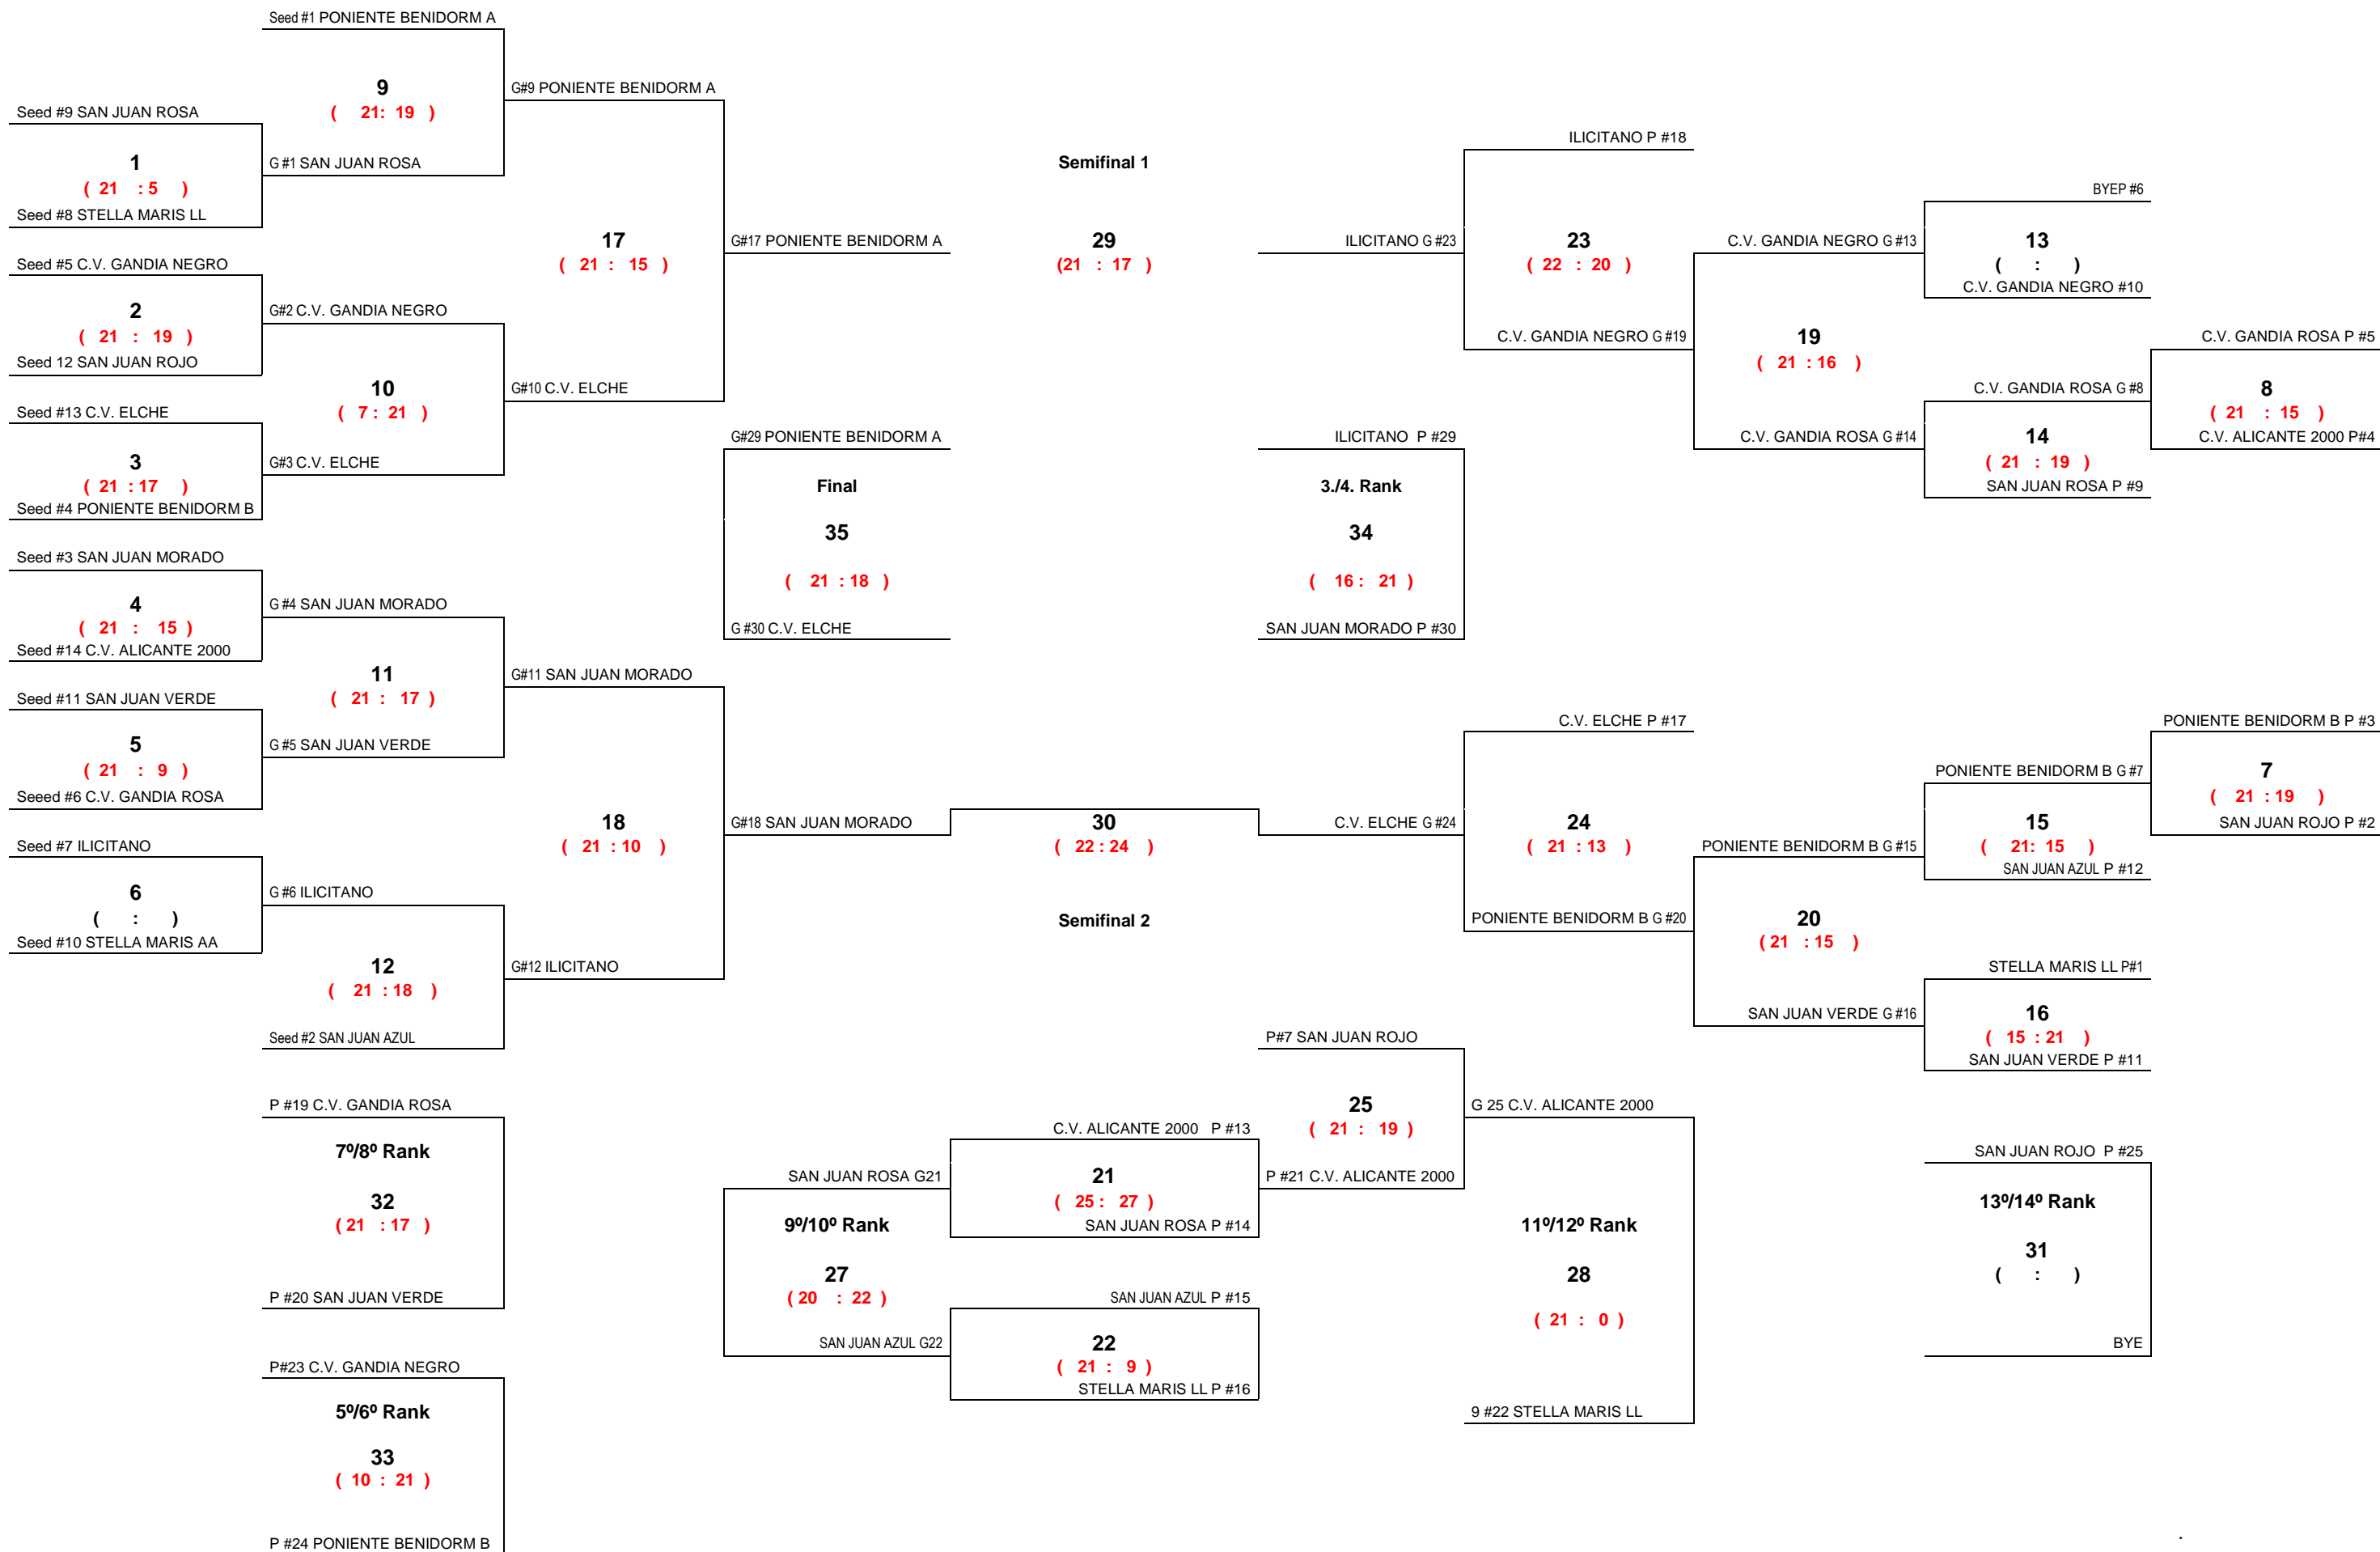 Seed #1 PONIENTE BENIDORM A
9
( 21: 19 )
G#9 PONIENTE BENIDORM A
Seed #9 SAN JUAN ROSA
1
( 21 : 5 )
G #1 SAN JUAN ROSA
Seed #8 STELLA MARIS LL
Seed #5 C.V. GANDIA NEGRO
2
( 21 : 19 )
G#2 C.V. GANDIA NEGRO
Seed 12 SAN JUAN ROJO
10
( 7 : 21 )
G#10 C.V. ELCHE
Seed #13 C.V. ELCHE
3
( 21 : 17 )
G#3 C.V. ELCHE
Seed #4 PONIENTE BENIDORM B
17
( 21 : 15 )
G#17 PONIENTE BENIDORM A
Seed #3 SAN JUAN MORADO
4
( 21 : 15 )
G #4 SAN JUAN MORADO
Seed #14 C.V. ALICANTE 2000
11
( 21 : 17 )
G#11 SAN JUAN MORADO
Seed #11 SAN JUAN VERDE
5
( 21 : 9 )
G #5 SAN JUAN VERDE
Seeed #6 C.V. GANDIA ROSA
18
( 21 : 10 )
G#18 SAN JUAN MORADO
Seed #7 ILICITANO
6
( : )
G #6 ILICITANO
Seed #10 STELLA MARIS AA
12
( 21 : 18 )
G#12 ILICITANO
Seed #2 SAN JUAN AZUL
Semifinal 1
29
(21 : 17 )
G#29 PONIENTE BENIDORM A
Final
35
( 21 : 18 )
G #30 C.V. ELCHE
ILICITANO P #29
3./4. Rank
34
( 16 : 21 )
SAN JUAN MORADO P #30
30
( 22 : 24 )
Semifinal 2
ILICITANO P #18
ILICITANO G #23
23
( 22 : 20 )
C.V. GANDIA NEGRO G #19
C.V. GANDIA NEGRO G #13
19
( 21 : 16 )
C.V. GANDIA ROSA G #14
BYEP #6
13
( : )
C.V. GANDIA NEGRO #10
C.V. GANDIA ROSA G #8
14
( 21 : 19 )
SAN JUAN ROSA P #9
C.V. GANDIA ROSA P #5
8
( 21 : 15 )
C.V. ALICANTE 2000 P#4
C.V. ELCHE P #17
C.V. ELCHE G #24
24
( 21 : 13 )
PONIENTE BENIDORM B G #20
PONIENTE BENIDORM B G #15
20
( 21 : 15 )
SAN JUAN VERDE G #16
PONIENTE BENIDORM B G #7
15
( 21: 15 )
SAN JUAN AZUL P #12
PONIENTE BENIDORM B P #3
7
( 21 : 19 )
SAN JUAN ROJO P #2
STELLA MARIS LL P#1
16
( 15 : 21 )
SAN JUAN VERDE P #11
P #19 C.V. GANDIA ROSA
7º/8º Rank
32
( 21 : 17 )
P #20 SAN JUAN VERDE
P#23 C.V. GANDIA NEGRO
5º/6º Rank
33
( 10 : 21 )
P #24 PONIENTE BENIDORM B
SAN JUAN ROSA G21
9º/10º Rank
27
( 20 : 22 )
SAN JUAN AZUL G22
C.V. ALICANTE 2000 P #13
21
( 25 : 27 )
SAN JUAN ROSA P #14
SAN JUAN AZUL P #15
22
( 21 : 9 )
STELLA MARIS LL P #16
P#7 SAN JUAN ROJO
25
( 21 : 19 )
P #21 C.V. ALICANTE 2000
G 25 C.V. ALICANTE 2000
11º/12º Rank
28
( 21 : 0 )
9 #22 STELLA MARIS LL
SAN JUAN ROJO P #25
13º/14º Rank
31
( : )
BYE
.